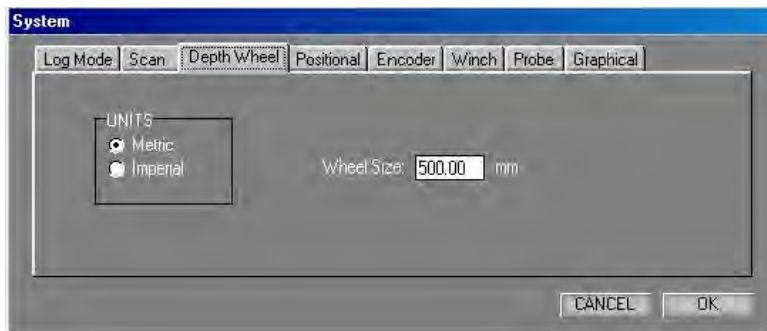 System
Log Mode Scan Depth Wheel Positional Encoder Winch Probe Graphical
UNITS
Metric
Imperial
Wheel Size: 500.00 mm
CANCEL OK